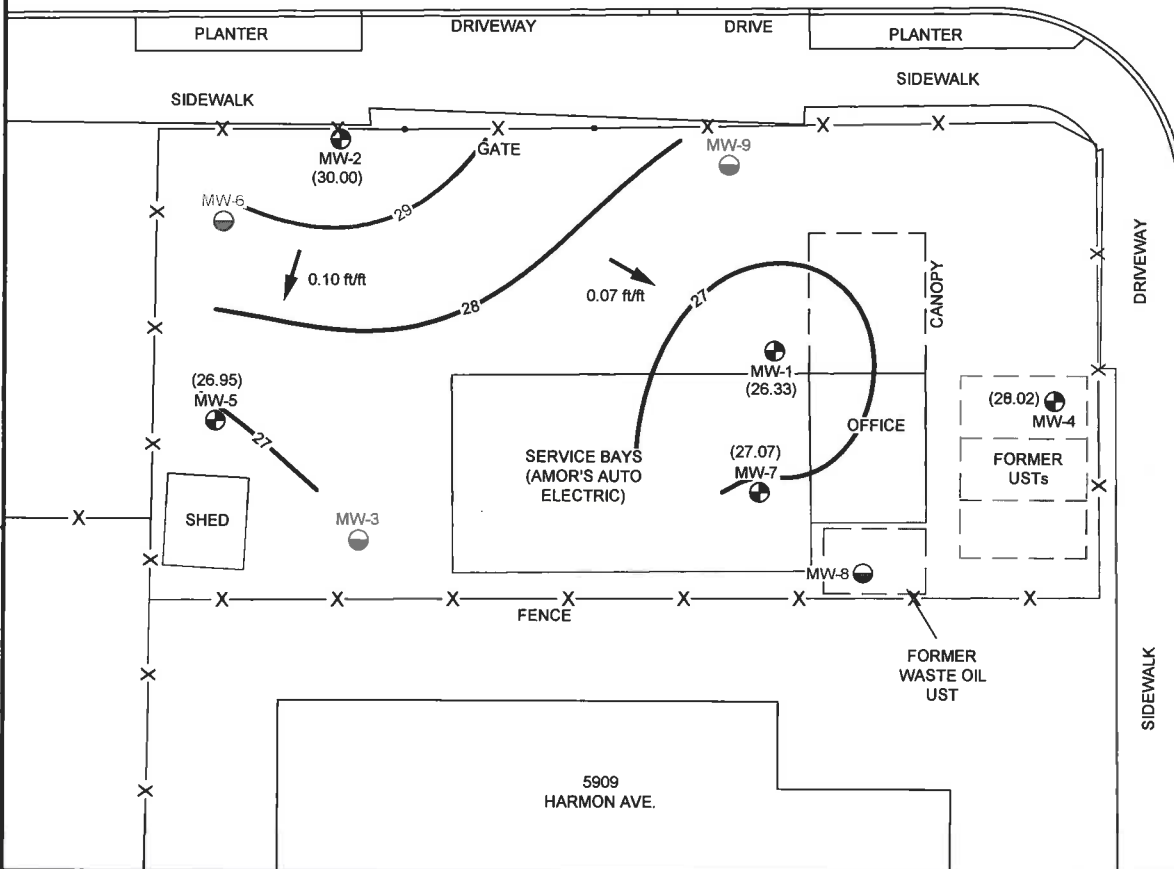 PLANTER
DRIVEWAY
DRIVE
PLANTER
SIDEWALK
SIDEWALK
X X X X X X
MW-2
(30.00)
GATE
MW-9
MW-6
X
29
DRIVEWAY
X
0.10 ft/ft
0.07 ft/ft
27
CANOPY
28
X
MW-1
(26.33)
X
(26.95)
MW-5
(28.02)
MW-4
27
X
OFFICE
SERVICE BAYS
(AMOR'S AUTO
ELECTRIC)
(27.07)
MW-7
FORMER
USTs
X
SHED
X
MW-3
X
MW-8
X X X X X X X X
FENCE
FORMER
WASTE OIL
UST
X
SIDEWALK
5909
HARMON AVE.
X